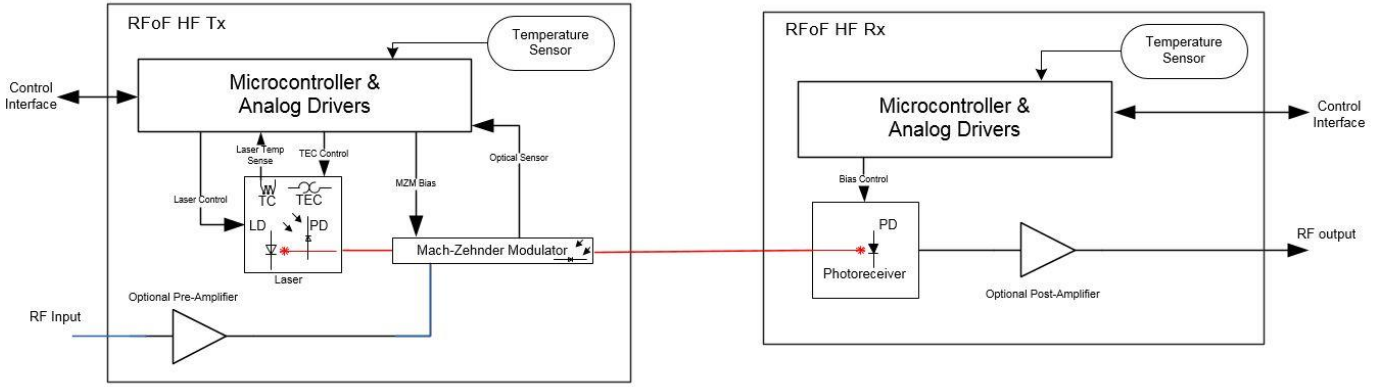 RFoF HF Tx
Temperature
Sensor
Microcontroller &
Analog Drivers
Control
Interface
Laser Temp
Sense
TEC Control
Optical Sensor
Laser Control
MZM Bias
TC
TEC
LD
PD
Laser
Mach-Zehnder Modulator
Optional Pre-Amplifier
RF Input
RFoF HF Rx
Temperature
Sensor
Microcontroller &
Analog Drivers
Control
Interface
Bias Control
PD
Photoreceiver
Optional Post-Amplifier
RF output